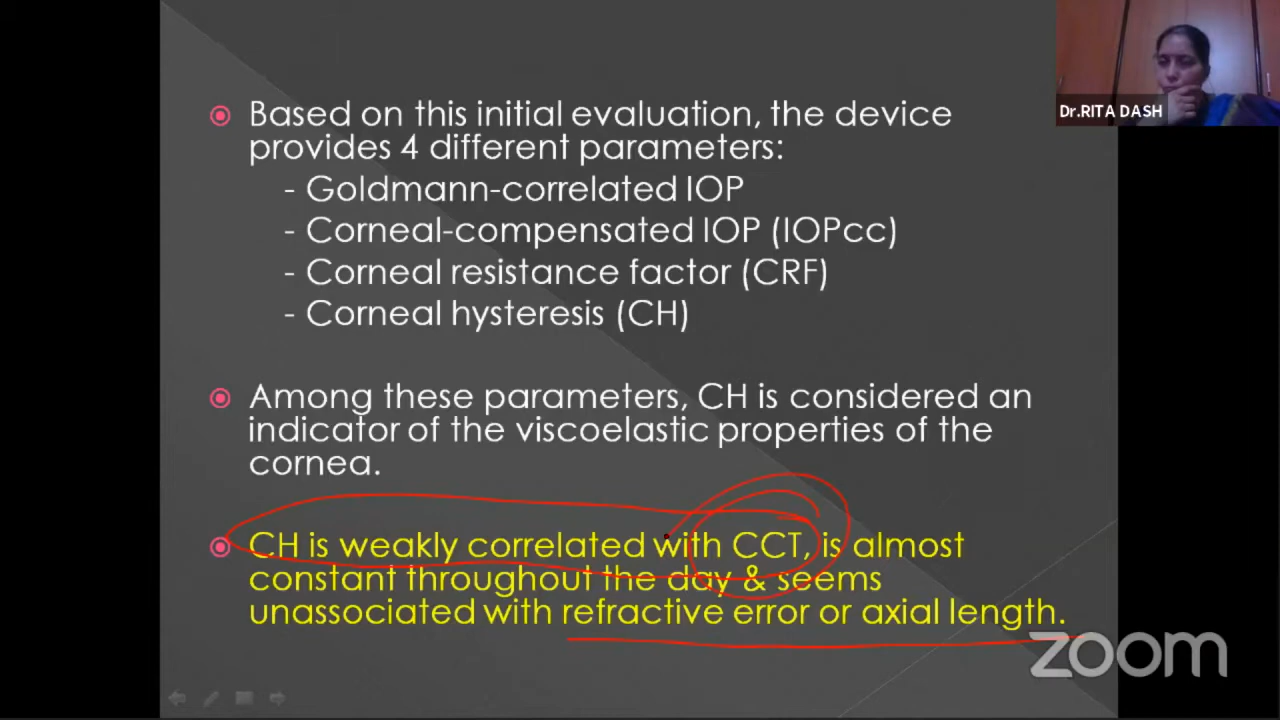 Dr.RITA DASH
Based on this initial evaluation, the device
provides 4 different parameters:
- Goldmann-correlated IOP
- Corneal-compensated IOP (IOPcc)
- Corneal resistance factor (CRF)
- Corneal hysteresis (CH)
Among these parameters, CH is considered an
indicator of the viscoelastic properties of the
cornea.
CH is weakly correlated with CCT, is almost
constant throughout the day & seems
unassociated with refractive error or axial length.
zoom